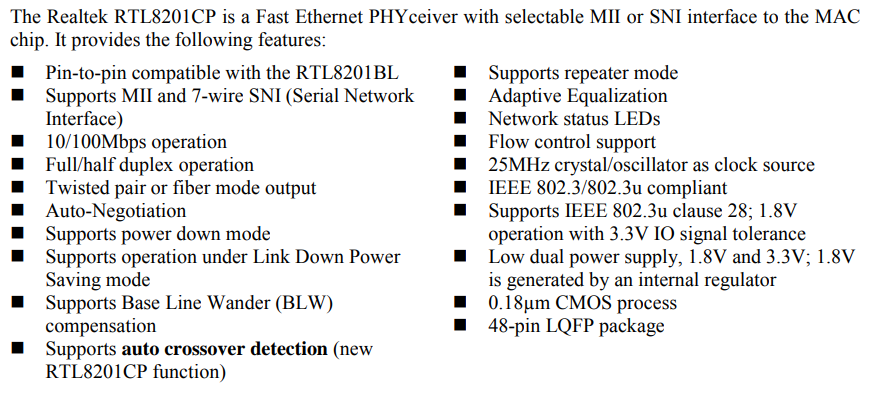 The Realtek RTL8201CP is a Fast Ethernet PHYceiver with selectable MII or SNI interface to the MAC
chip. It provides the following features:
■ Pin-to-pin compatible with the RTL8201BL
■ Supports MII and 7-wire SNI (Serial Network
Interface)
■ 10/100Mbps operation
■ Full/half duplex operation
■ Twisted pair or fiber mode output
■ Auto-Negotiation
■ Supports power down mode
■ Supports operation under Link Down Power
Saving mode
■ Supports Base Line Wander (BLW)
compensation
■ Supports auto crossover detection (new
RTL8201CP function)
■ Supports repeater mode
■ Adaptive Equalization
■ Network status LEDs
■ Flow control support
■ 25MHz crystal/oscillator as clock source
■ IEEE 802.3/802.3u compliant
■ Supports IEEE 802.3u clause 28; 1.8V
operation with 3.3V IO signal tolerance
■ Low dual power supply, 1.8V and 3.3V; 1.8V
is generated by an internal regulator
■ 0.18µm CMOS process
■ 48-pin LQFP package